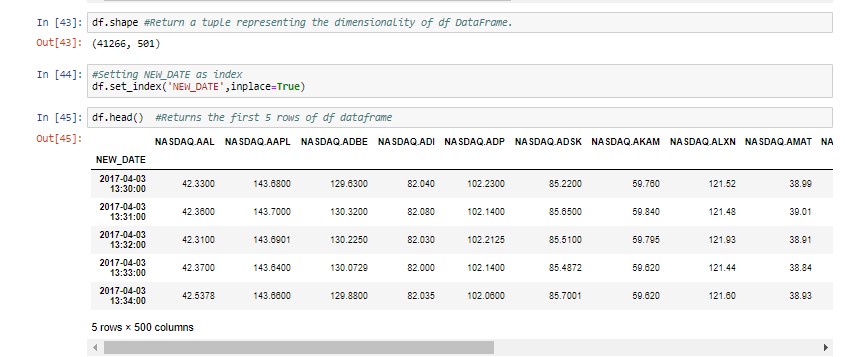 In [43]: df.shape #Return a tuple representing the dimensionality of df DataFrame.
Out[43]: (41266, 501)
In [44]: #Setting NEW_DATE as index
df.set_index('NEW_DATE',inplace=True)
In [45]: df.head() #Returns the first 5 rows of df dataframe
Out[45]:
NASDAQ.AAL NASDAQ.AAPL NASDAQ.ADBE NASDAQ.ADI NASDAQ.ADP NASDAQ.ADSK NASDAQ.AKAM NASDAQ.ALXN NASDAQ.AMAT NA
NEW_DATE
2017-04-03
13:30:00 42.3300 143.6800 129.6300 82.040 102.2300 85.2200 59.760 121.52 38.99
2017-04-03
13:31:00 42.3600 143.7000 130.3200 82.080 102.1400 85.6500 59.840 121.48 39.01
2017-04-03
13:32:00 42.3100 143.6901 130.2250 82.030 102.2125 85.5100 59.795 121.93 38.91
2017-04-03
13:33:00 42.3700 143.6400 130.0729 82.000 102.1400 85.4872 59.620 121.44 38.84
2017-04-03
13:34:00 42.5378 143.6600 129.8800 82.035 102.0600 85.7001 59.620 121.60 38.93
5 rows × 500 columns